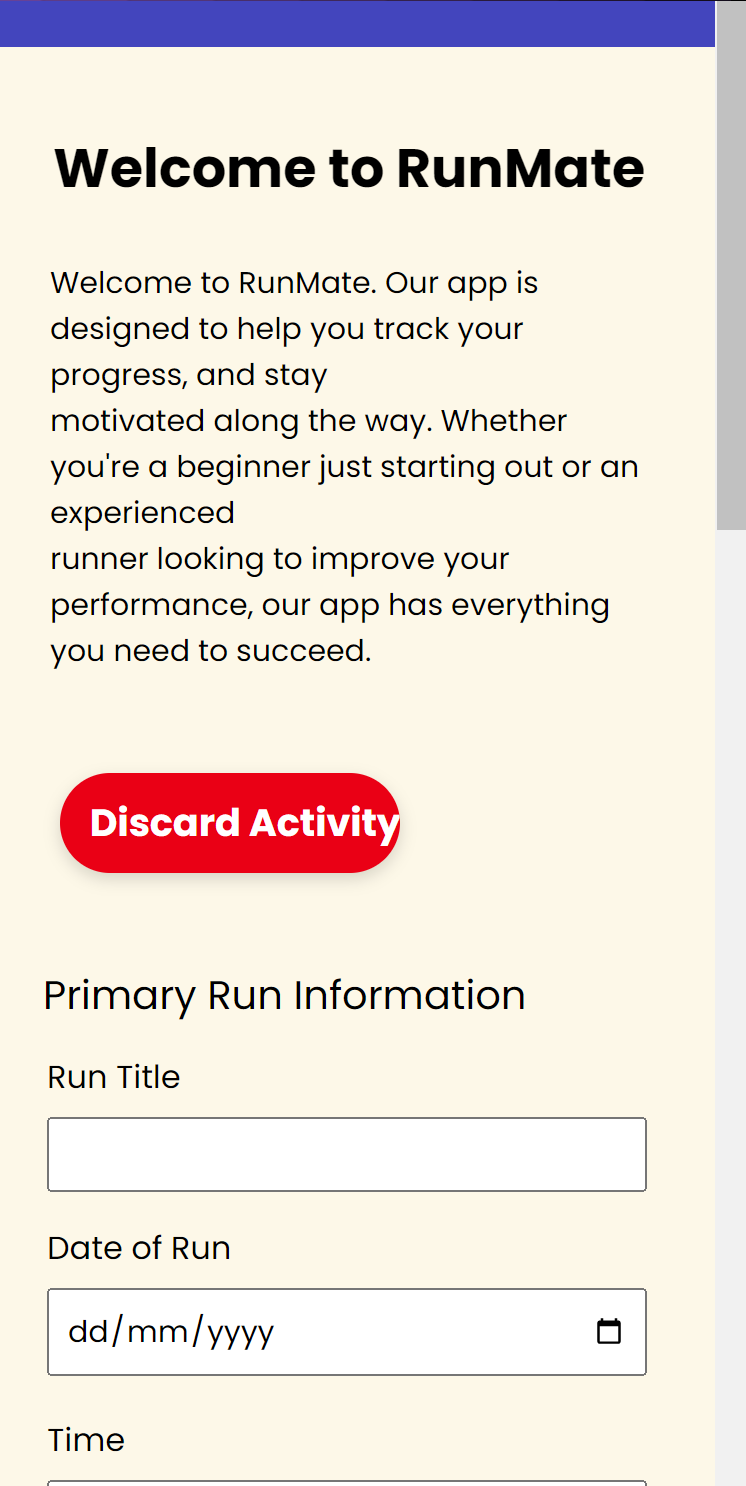 Welcome to RunMate
Welcome to RunMate. Our app is
designed to help you track your
progress, and stay
motivated along the way. Whether
you're a beginner just starting out or an
experienced
runner looking to improve your
performance, our app has everything
you need to succeed.
Discard Activity
Primary Run Information
Run Title
Date of Run
dd/mm/yyyy
Time